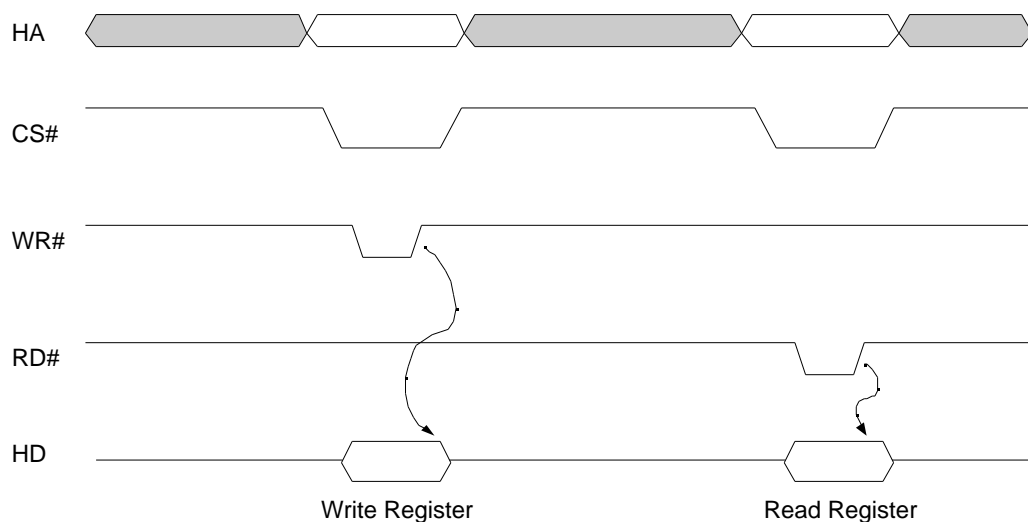 HA
CS#
WR#
RD#
HD
Write Register
Read Register